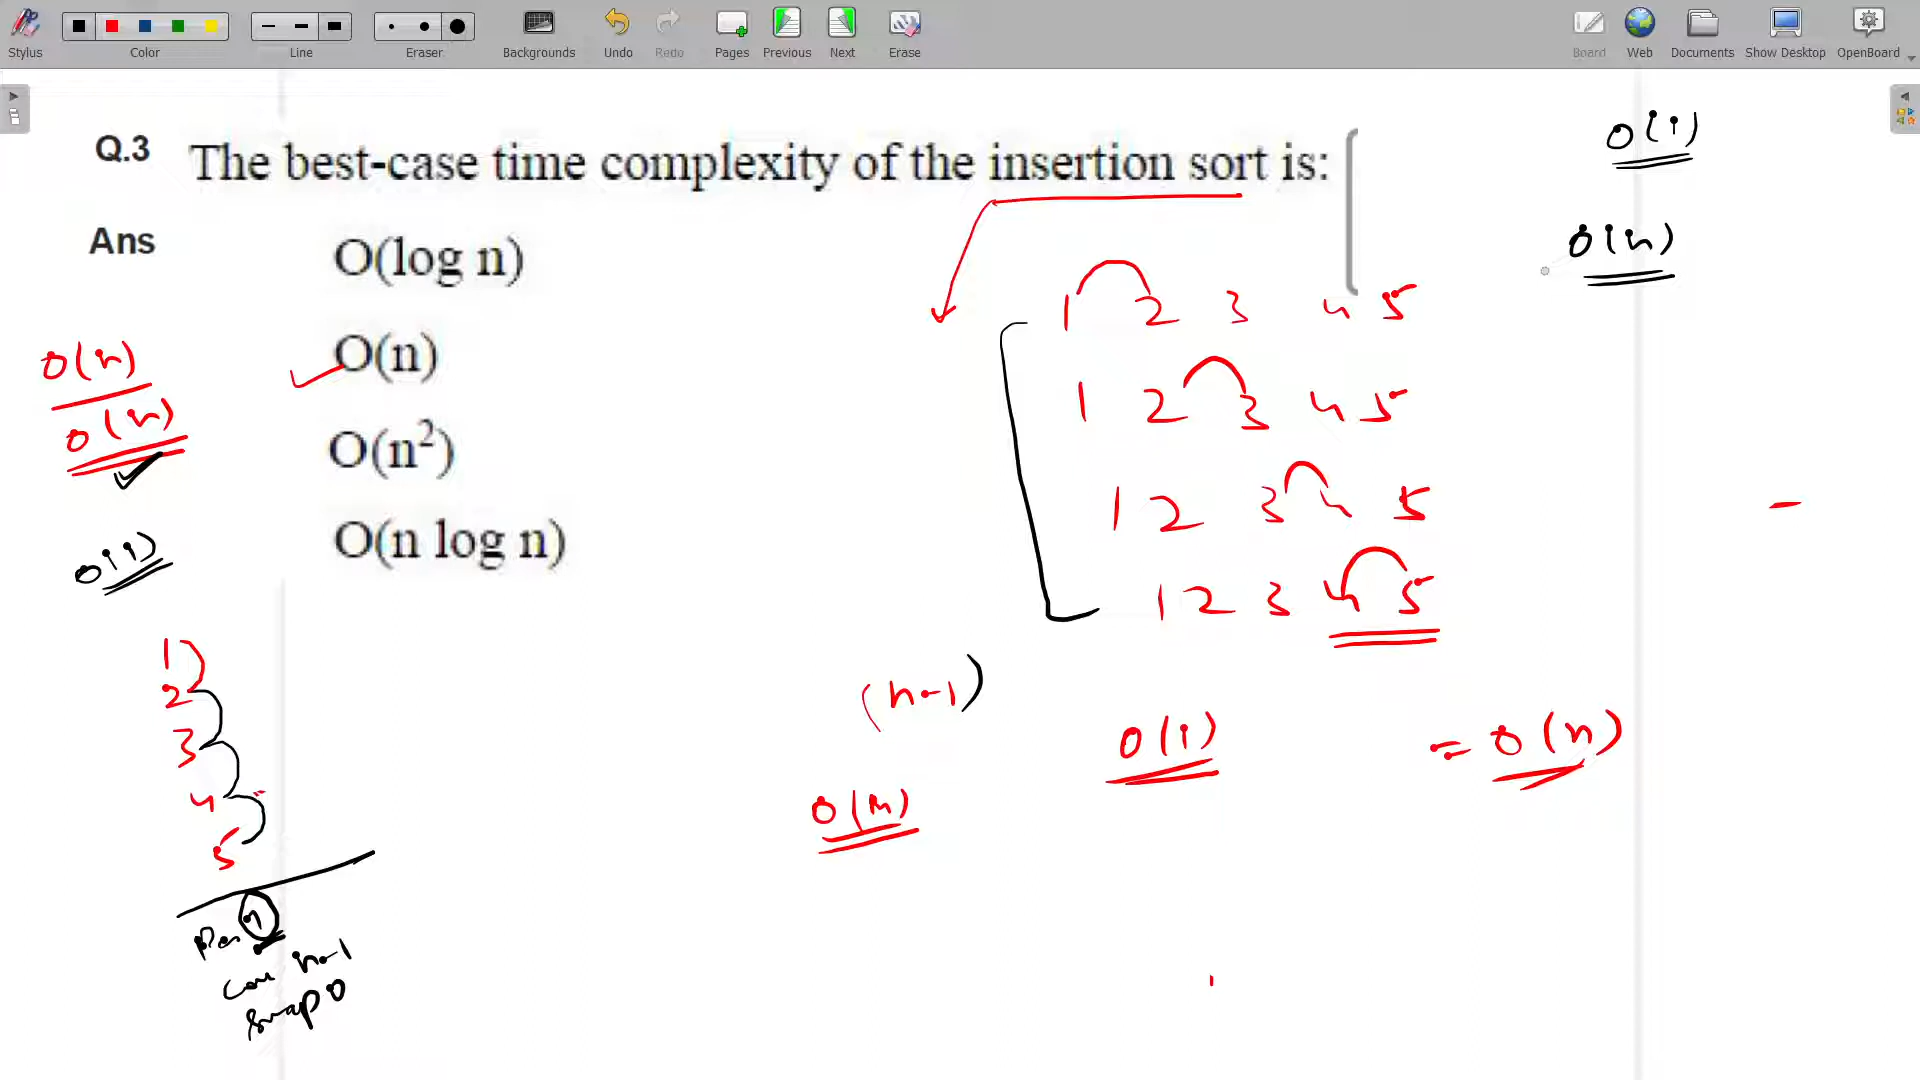 Stylus Color Line Eraser Backgrounds Undo Redo Pages Previous Next Erase Board Web Documents Show Desktop OpenBoard
Q.3 The best-case time complexity of the insertion sort is:
Ans
O(log n)
O(n)
O(n²)
O(n log n)
O(n)
O(n)
O(1)
1
2
3
4
5
n
n-1
swap 0
O(1)
O(n)
1 2 3 4 5
1 2 3 4 5
1 2 3 4 5
1 2 3 4 5
(n-1)
O(1) = O(n)
O(n)